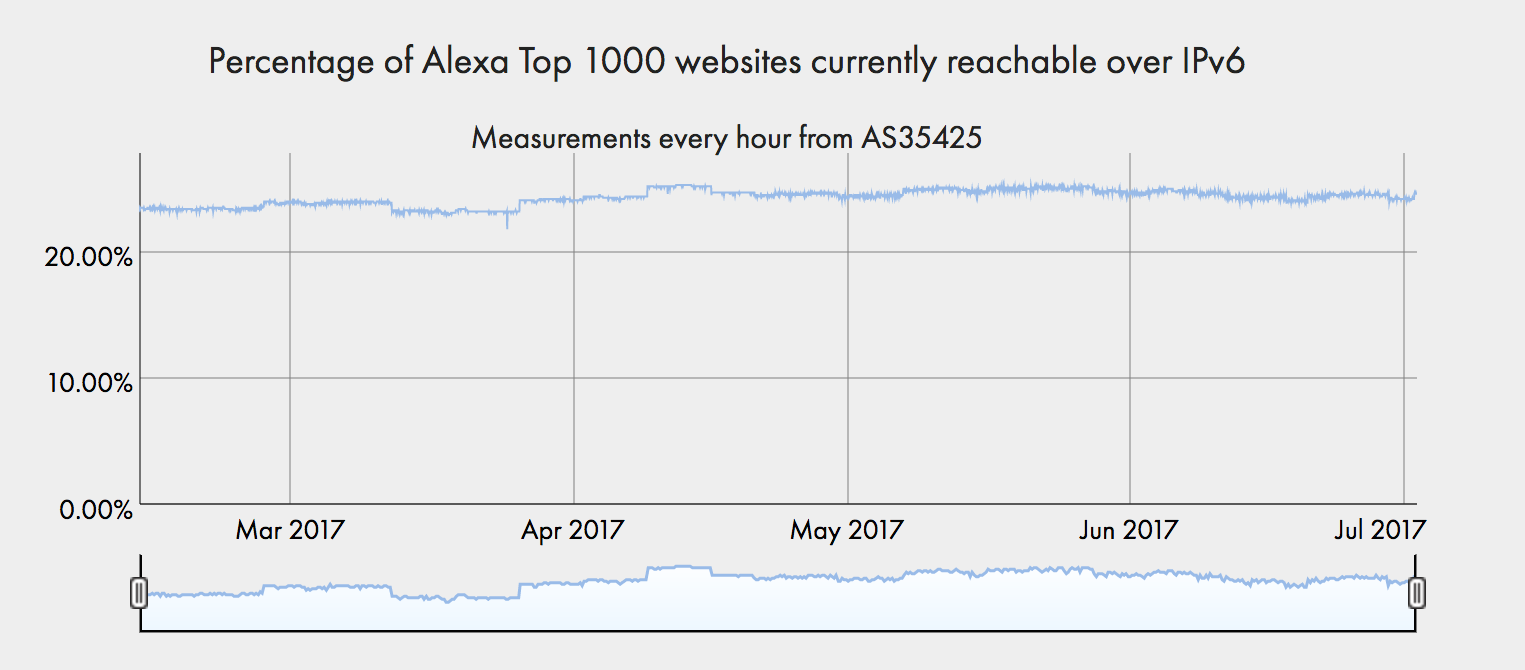 Percentage of Alexa Top 1000 websites currently reachable over IPv6
Measurements every hour from AS35425
20.00%
10.00%
0.00%
Mar 2017 Apr 2017 May 2017 Jun 2017 Jul 2017